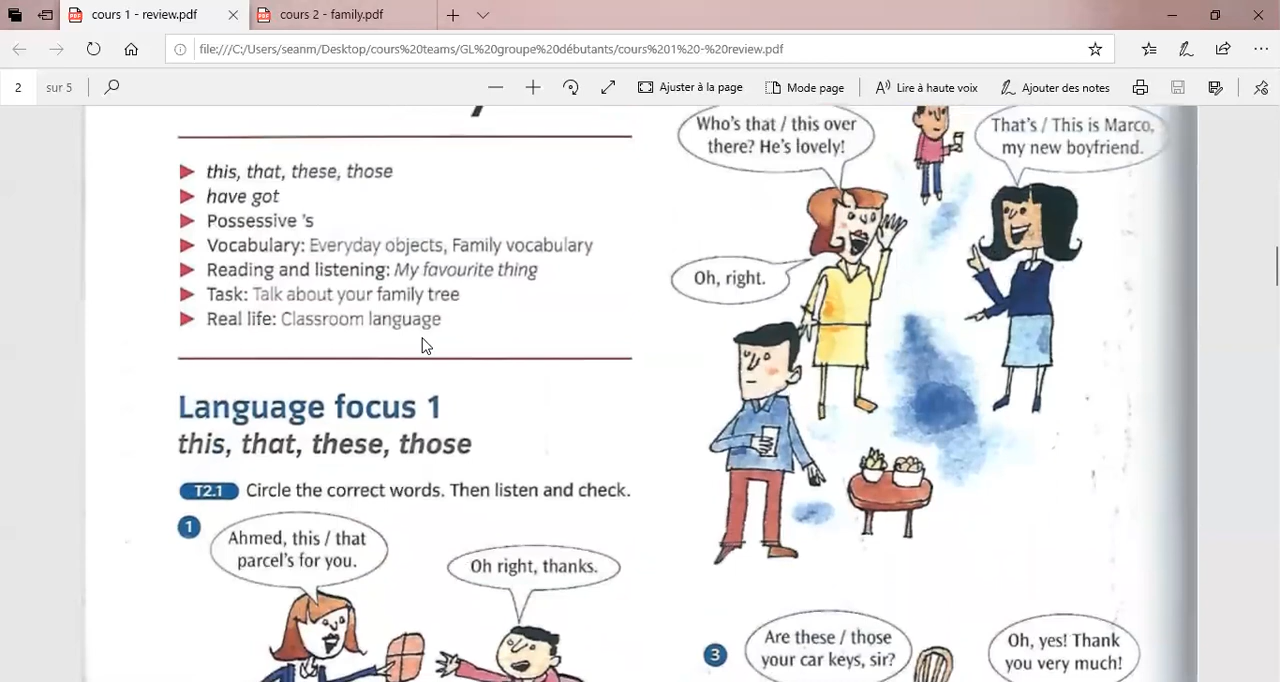 cours 1 - review.pdf
cours 2 - family.pdf
file:///C:/Users/seanm/Desktop/cours%20teams/GL%20groupe%20débutants/cours%201%20-%20review.pdf
2 sur 5
Ajuster à la page
Mode page
Lire à haute voix
Ajouter des notes
this, that, these, those
have got
Possessive 's
Vocabulary: Everyday objects, Family vocabulary
Reading and listening: My favourite thing
Task: Talk about your family tree
Real life: Classroom language
Language focus 1
this, that, these, those
T2.1 Circle the correct words. Then listen and check.
1
Ahmed, this / that
parcel's for you.
Oh right, thanks.
Who's that / this over
there? He's lovely!
That's / This is Marco,
my new boyfriend.
Oh, right.
3
Are these / those
your car keys, sir?
Oh, yes! Thank
you very much!